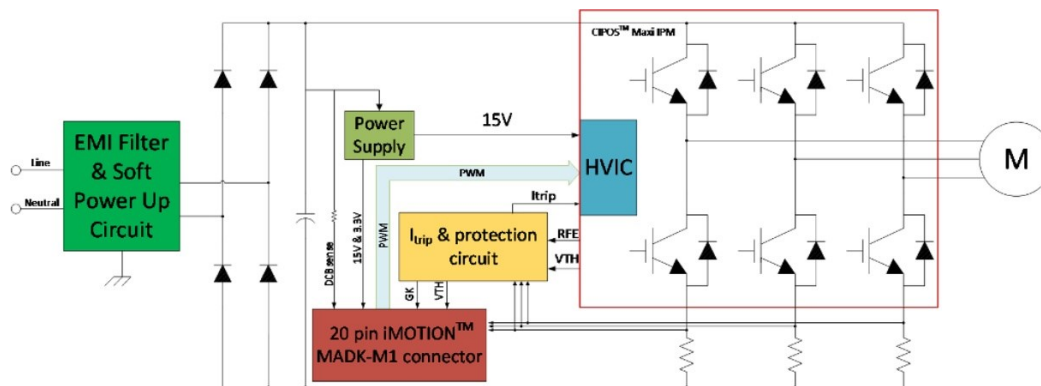 CIPOS™ Maxi IPM
Power
Supply
15V
EMI Filter
& Soft
Power Up
Circuit
Line
Neutral
HVIC
M
PWM
Itrip
Itrip & protection
circuit
RFE
VTH
DCB sense
15V & 3.3V
PWM
GK
VTH
20 pin iMOTION™
MADK-M1 connector